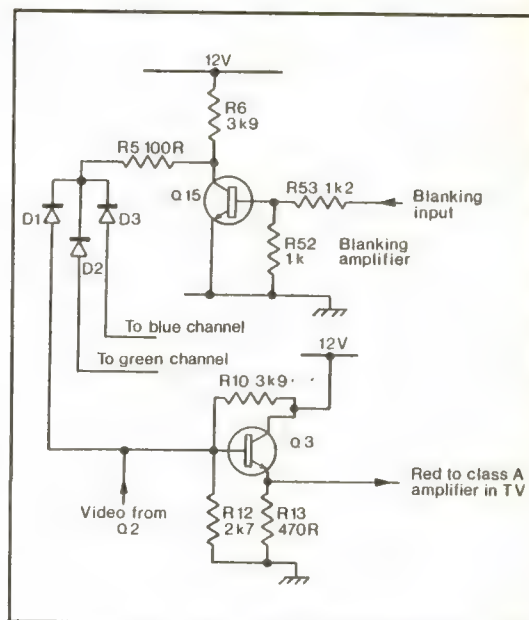 12V
R6
3k9
R5 100R
Q15
R53 1k2
Blanking
input
D1
D3
D2
R52
1k
Blanking
amplifier
To blue channel
To green channel
12V
R10 3k9
Q3
Red to class A
amplifier in TV
Video from
Q2
R12
2k7
R13
470R